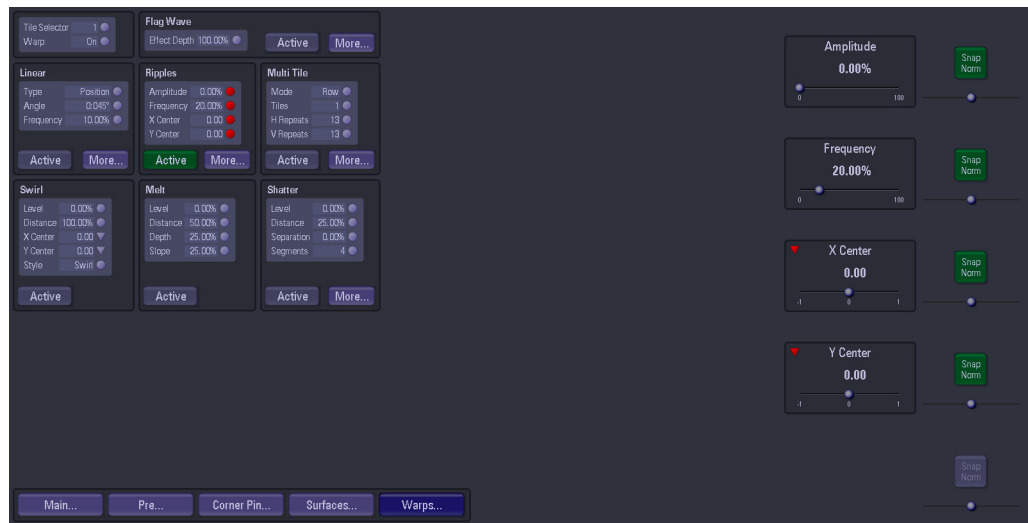 Tile Selector 1
Warp On
Flag Wave
Effect Depth 100.00%
Active More...
Linear
Type Position
Angle 0.045°
Frequency 10.00%
Active More...
Ripples
Amplitude 0.00%
Frequency 20.00%
X Center 0.00
Y Center 0.00
Active More...
Multi Tile
Mode Row
Tiles 1
H Repeats 13
V Repeats 13
Active More...
Swirl
Level 0.00%
Distance 100.00%
X Center 0.00
Y Center 0.00
Style Swirl
Active
Melt
Level 0.00%
Distance 50.00%
Depth 25.00%
Slope 25.00%
Active
Shatter
Level 0.00%
Distance 25.00%
Separation 0.00%
Segments 4
Active More...
Amplitude
0.00%
0 100
Snap
Norm
Frequency
20.00%
0 100
Snap
Norm
X Center
0.00
-1 0 1
Snap
Norm
Y Center
0.00
-1 0 1
Snap
Norm
Snap
Norm
Main... Pre... Corner Pin... Surfaces... Warps...